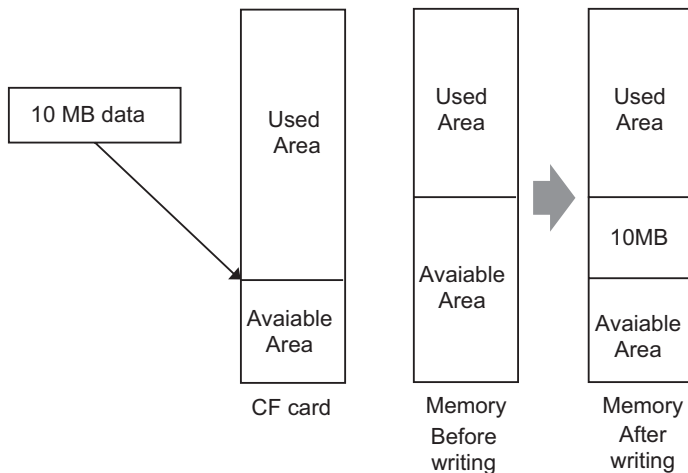 10 MB data
Used
Area
Avaiable
Area
CF card
Used
Area
Avaiable
Area
Memory
Before
writing
Used
Area
10MB
Avaiable
Area
Memory
After
writing